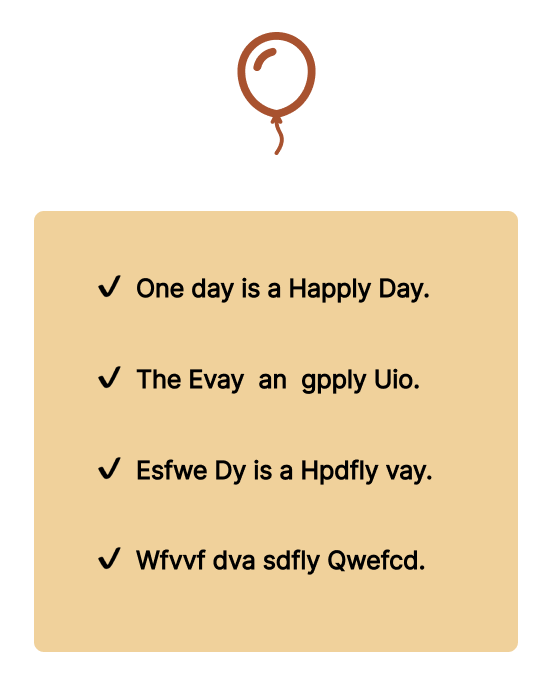 ✔ One day is a Happly Day.
✔ The Evay  an  gpply Uio.
✔ Esfwe Dy is a Hpdfly vay.
✔ Wfvvf dva sdfly Qwefcd.